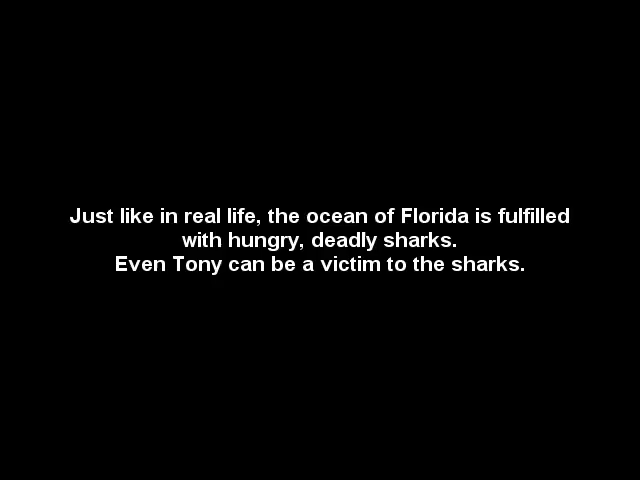 Just like in real life, the ocean of Florida is fulfilled
with hungry, deadly sharks.
Even Tony can be a victim to the sharks.